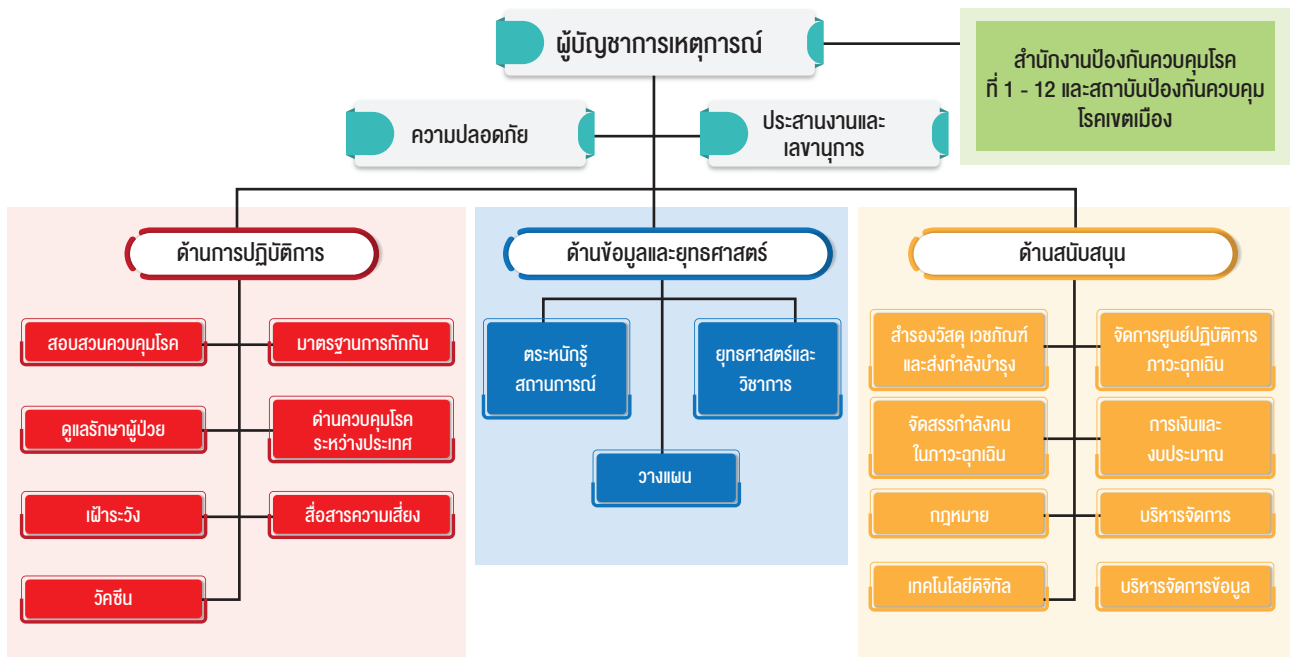 ผู้บัญชาการเหตุการณ์
สำนักงานป้องกันควบคุมโรค
ที่ 1 - 12 และสถาบันป้องกันควบคุม
โรคเขตเมือง
ความปลอดภัย
ประสานงานและ
เลขานุการ
ด้านการปฏิบัติการ
สอบสวนควบคุมโรค
มาตรฐานการกักกัน
ดูแลรักษาผู้ป่วย
ด่านควบคุมโรค
ระหว่างประเทศ
เฝ้าระวัง
สื่อสารความเสี่ยง
วัคซีน
ด้านข้อมูลและยุทธศาสตร์
ตระหนักรู้
สถานการณ์
ยุทธศาสตร์และ
วิชาการ
วางแผน
ด้านสนับสนุน
สำรองวัสดุ เวชภัณฑ์
และส่งกำลังบำรุง
จัดการศูนย์ปฏิบัติการ
ภาวะฉุกเฉิน
จัดสรรกำลังคน
ในภาวะฉุกเฉิน
การเงินและ
งบประมาณ
กฎหมาย
บริหารจัดการ
เทคโนโลยีดิจิทัล
บริหารจัดการข้อมูล